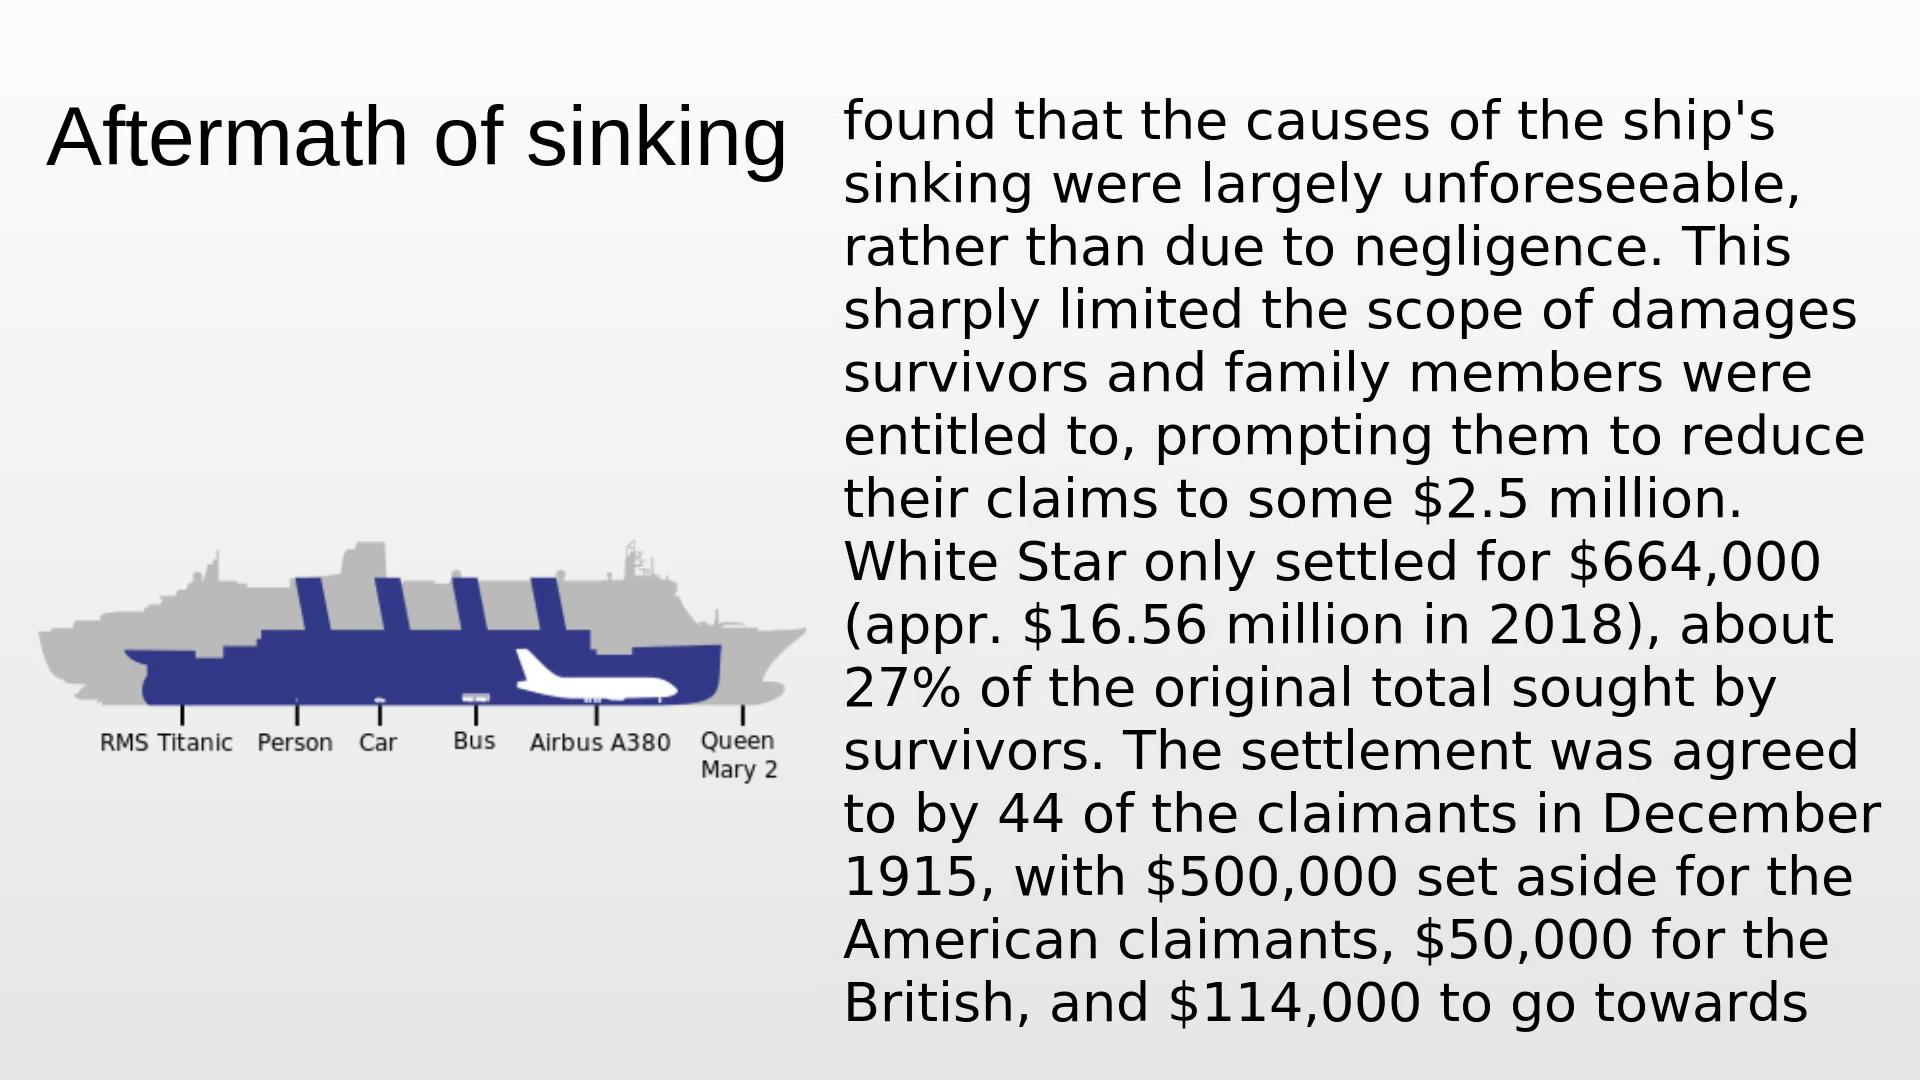 Aftermath of sinking
found that the causes of the ship's
sinking were largely unforeseeable,
rather than due to negligence. This
sharply limited the scope of damages
survivors and family members were
entitled to, prompting them to reduce
their claims to some $2.5 million.
White Star only settled for $664,000
(appr. $16.56 million in 2018), about
27% of the original total sought by
survivors. The settlement was agreed
to by 44 of the claimants in December
1915, with $500,000 set aside for the
American claimants, $50,000 for the
British, and $114,000 to go towards
RMS Titanic Person Car Bus Airbus A380 Queen
Mary 2